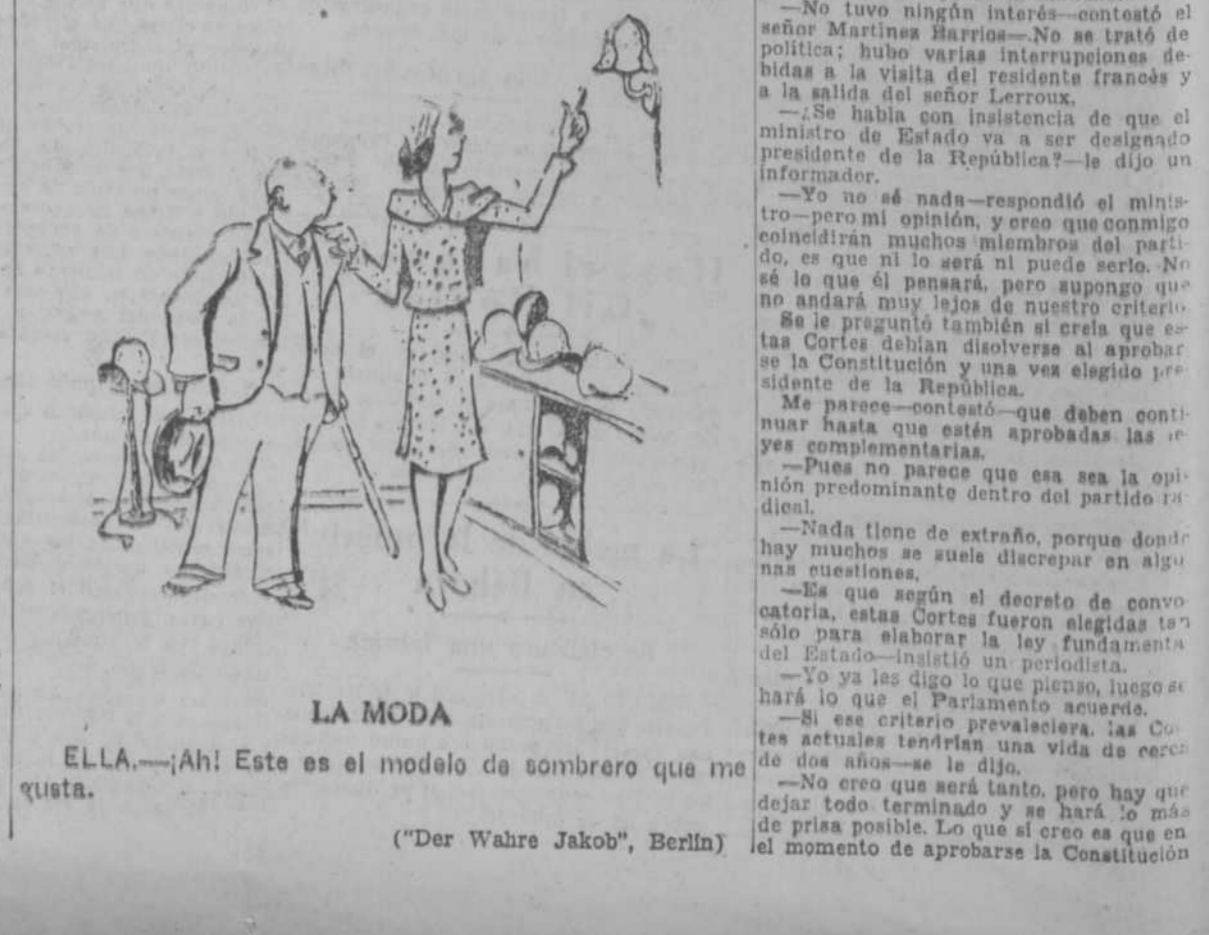 LA MODA
ELLA.—¡Ah! Este es el modelo de sombrero que me
gusta.
("Der Wahre Jakob", Berlín)
—No tuvo ningún interés—contestó el
señor Martínez Barrios—. No se trató de
política; hubo varias interrupciones de-
bidas a la visita del residente francés y
a la salida del señor Lerroux.
—¿Se habla con insistencia de que el
ministro de Estado va a ser designado
presidente de la República?—le dijo un
informador.
—Yo no sé nada—respondió el minis-
tro—pero mi opinión, y creo que conmigo
coincidirán muchos miembros del parti-
do, es que ni lo será ni puede serlo. No
sé lo que él pensará, pero supongo que
no andará muy lejos de nuestro criterio.
Se le preguntó también si creía que es-
tas Cortes debían disolverse al aprobar
se la Constitución y una vez elegido pre-
sidente de la República.
Me parece—contestó—que deben conti-
nuar hasta que estén aprobadas las le-
yes complementarias.
—Pues no parece que esa sea la opi-
nión predominante dentro del partido ra
dical.
—Nada tiene de extraño, porque donde
hay muchos se suele discrepar en algu
nas cuestiones.
—Es que según el decreto de convo
catoria, estas Cortes fueron elegidas tan
sólo para elaborar la ley fundamenta
del Estado—insistió un periodista.
—Yo ya les digo lo que pienso, luego se
hará lo que el Parlamento acuerde.
—Si ese criterio prevaleciera, las Co
tes actuales tendrían una vida de cerca
de dos años—se le dijo.
—No creo que será tanto, pero hay que
dejar todo terminado y se hará lo más
de prisa posible. Lo que sí creo es que en
el momento de aprobarse la Constitución